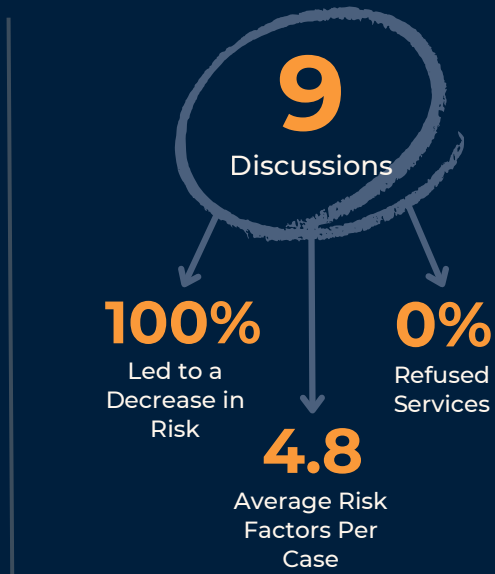 9
Discussions
100%
Led to a
Decrease in
Risk
0%
Refused
Services
4.8
Average Risk
Factors Per
Case